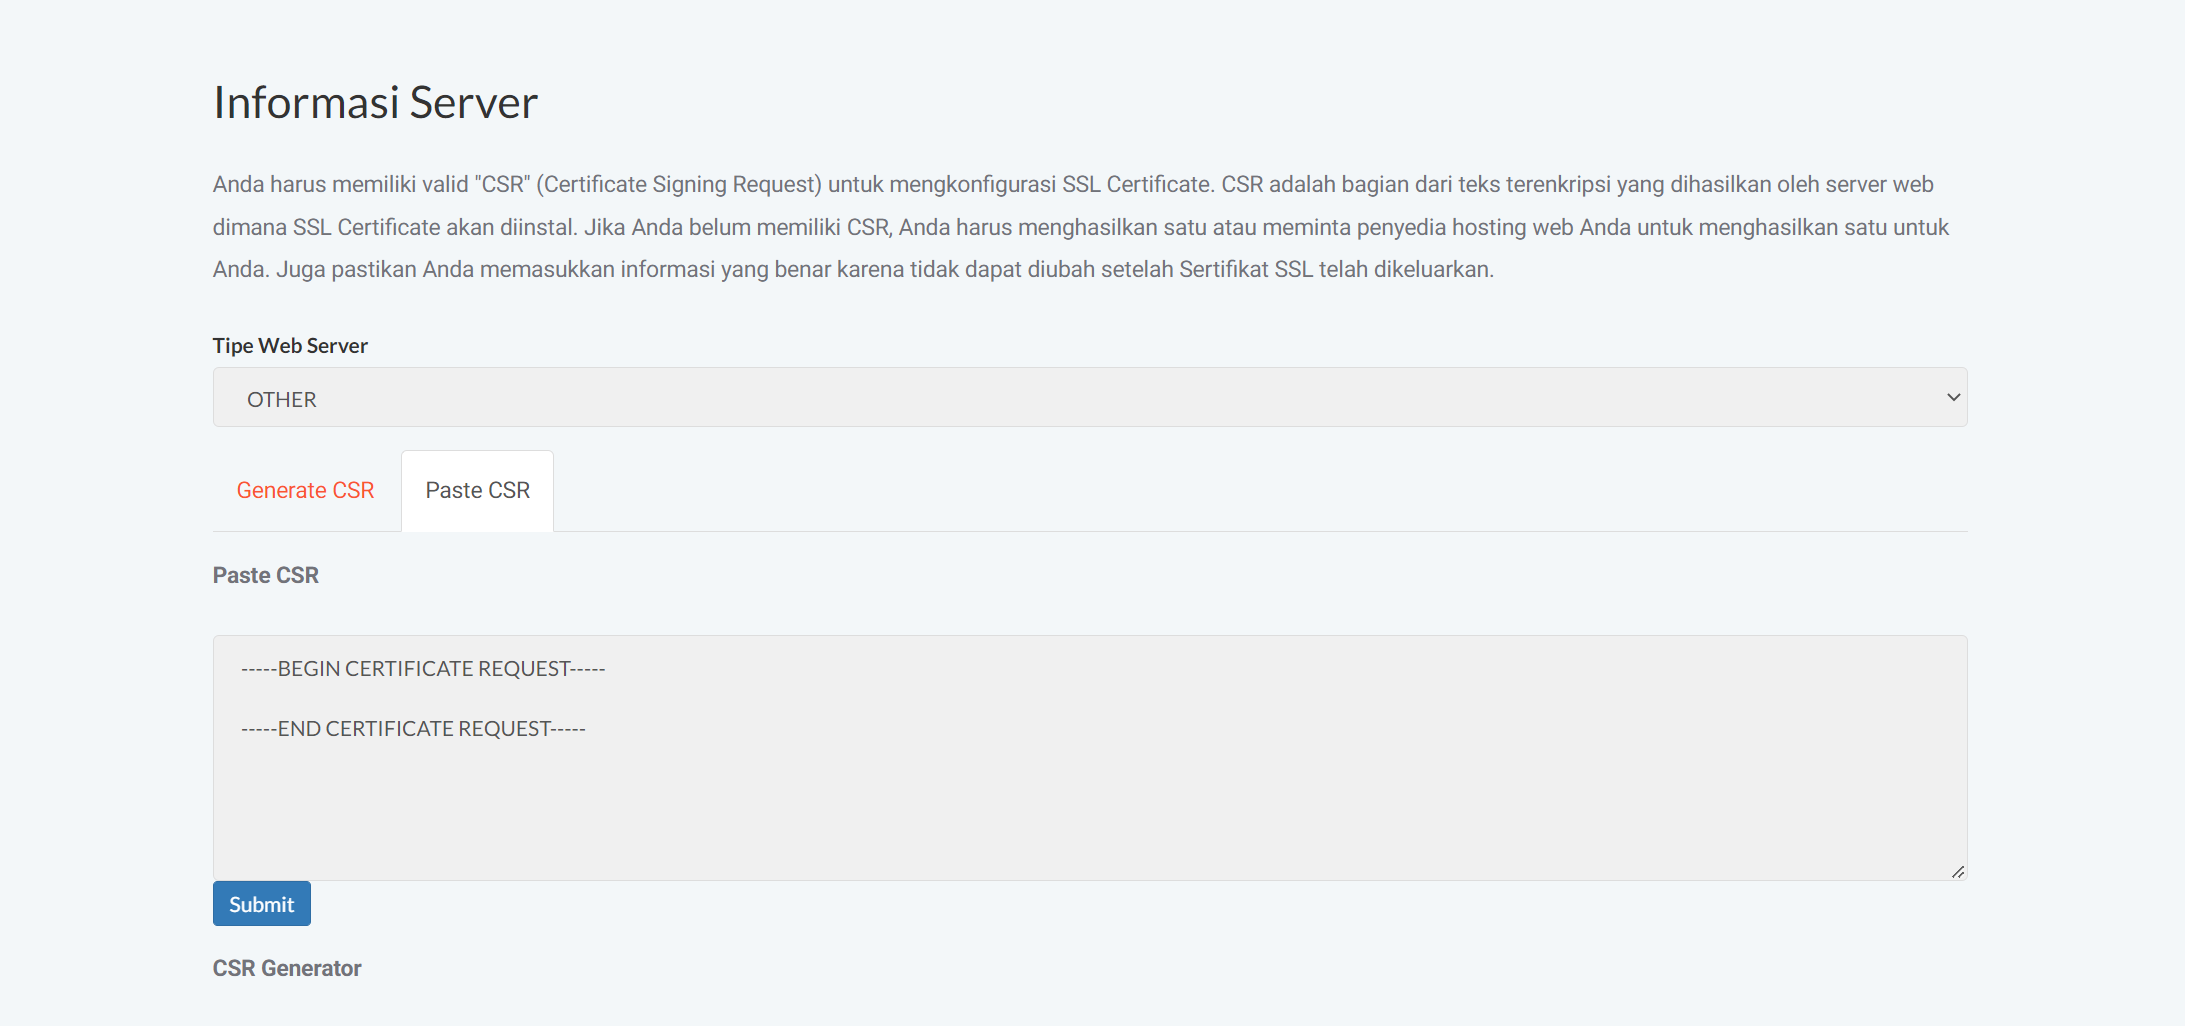 Informasi Server
Anda harus memiliki valid "CSR" (Certificate Signing Request) untuk mengkonfigurasi SSL Certificate. CSR adalah bagian dari teks terenkripsi yang dihasilkan oleh server web
dimana SSL Certificate akan diinstal. Jika Anda belum memiliki CSR, Anda harus menghasilkan satu atau meminta penyedia hosting web Anda untuk menghasilkan satu untuk
Anda. Juga pastikan Anda memasukkan informasi yang benar karena tidak dapat diubah setelah Sertifikat SSL telah dikeluarkan.
Tipe Web Server
OTHER
Generate CSR Paste CSR
Paste CSR
-----BEGIN CERTIFICATE REQUEST-----
-----END CERTIFICATE REQUEST-----
Submit
CSR Generator